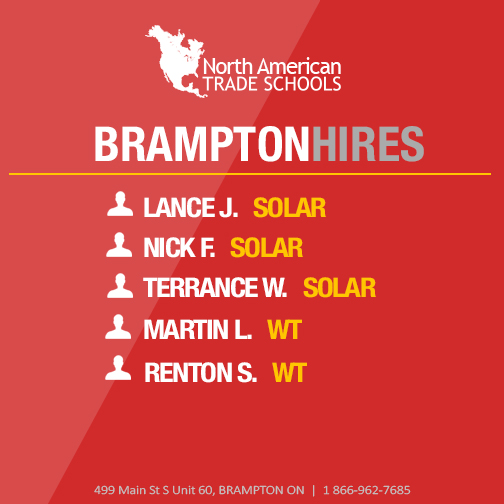 North American
TRADE SCHOOLS
BRAMPTONHIRES
LANCE J. SOLAR
NICK F. SOLAR
TERRANCE W. SOLAR
MARTIN L. WT
RENTON S. WT
499 Main St S Unit 60, BRAMPTON ON | 1 866-962-7685